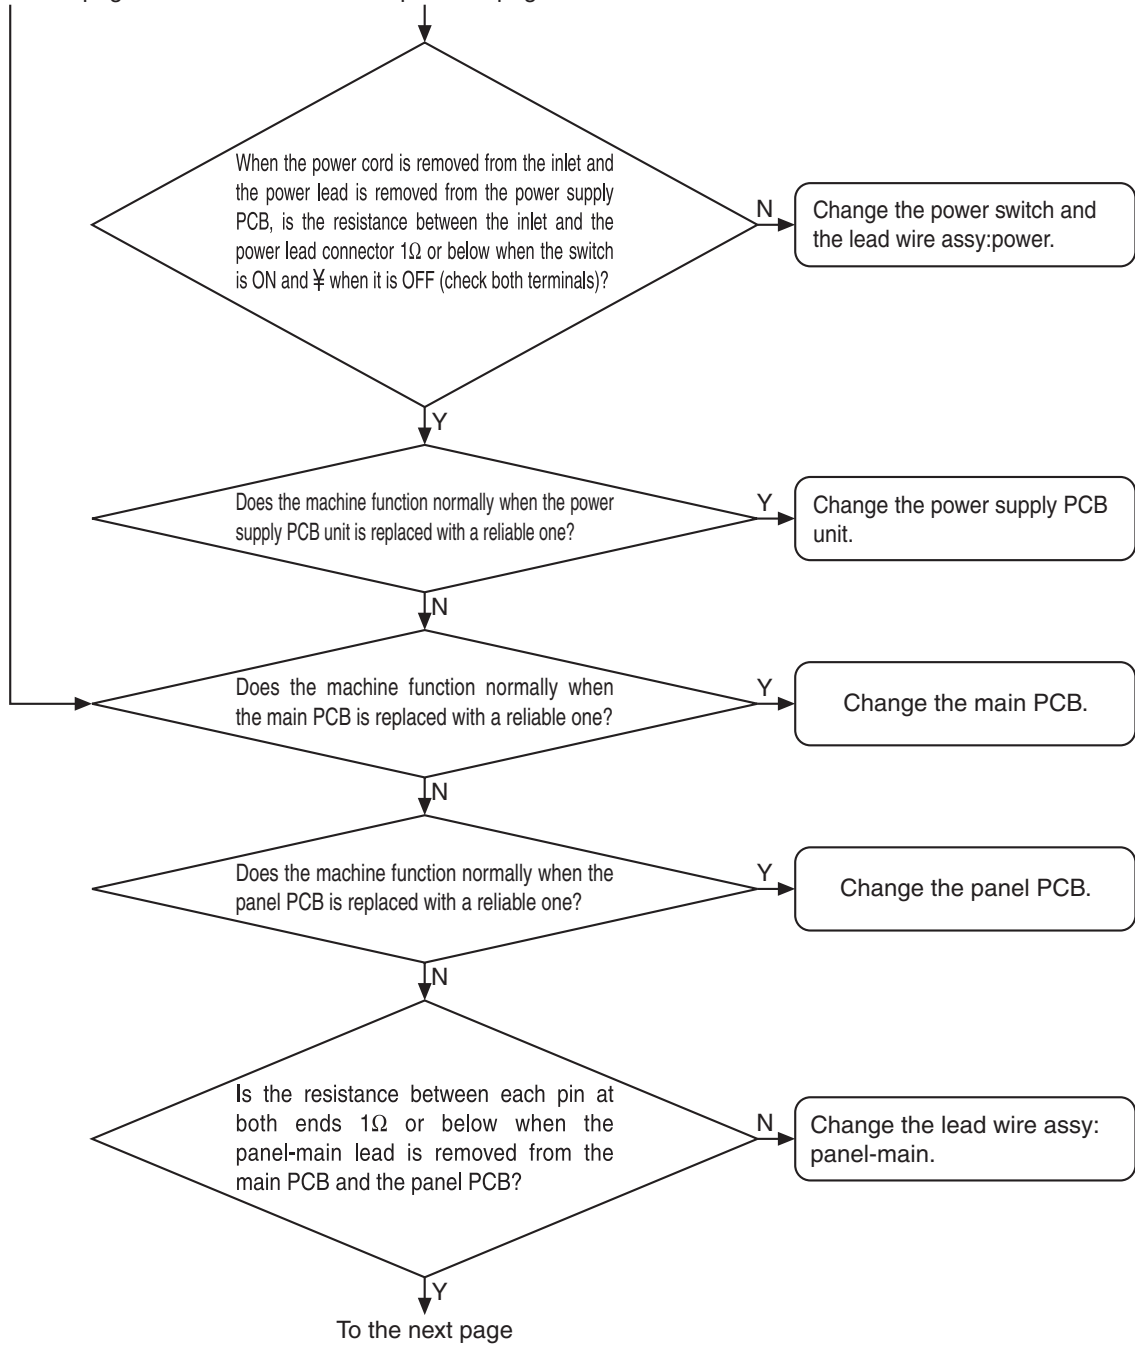 When the power cord is removed from the inlet and
the power lead is removed from the power supply
PCB, is the resistance between the inlet and the
power lead connector 1Ω or below when the switch
is ON and ¥ when it is OFF (check both terminals)?
N
Change the power switch and
the lead wire assy:power.
Y
Does the machine function normally when the power
supply PCB unit is replaced with a reliable one?
Y
Change the power supply PCB
unit.
N
Does the machine function normally when
the main PCB is replaced with a reliable one?
Y
Change the main PCB.
N
Does the machine function normally when the
panel PCB is replaced with a reliable one?
Y
Change the panel PCB.
N
Is the resistance between each pin at
both ends 1Ω or below when the
panel-main lead is removed from the
main PCB and the panel PCB?
N
Change the lead wire assy:
panel-main.
Y
To the next page